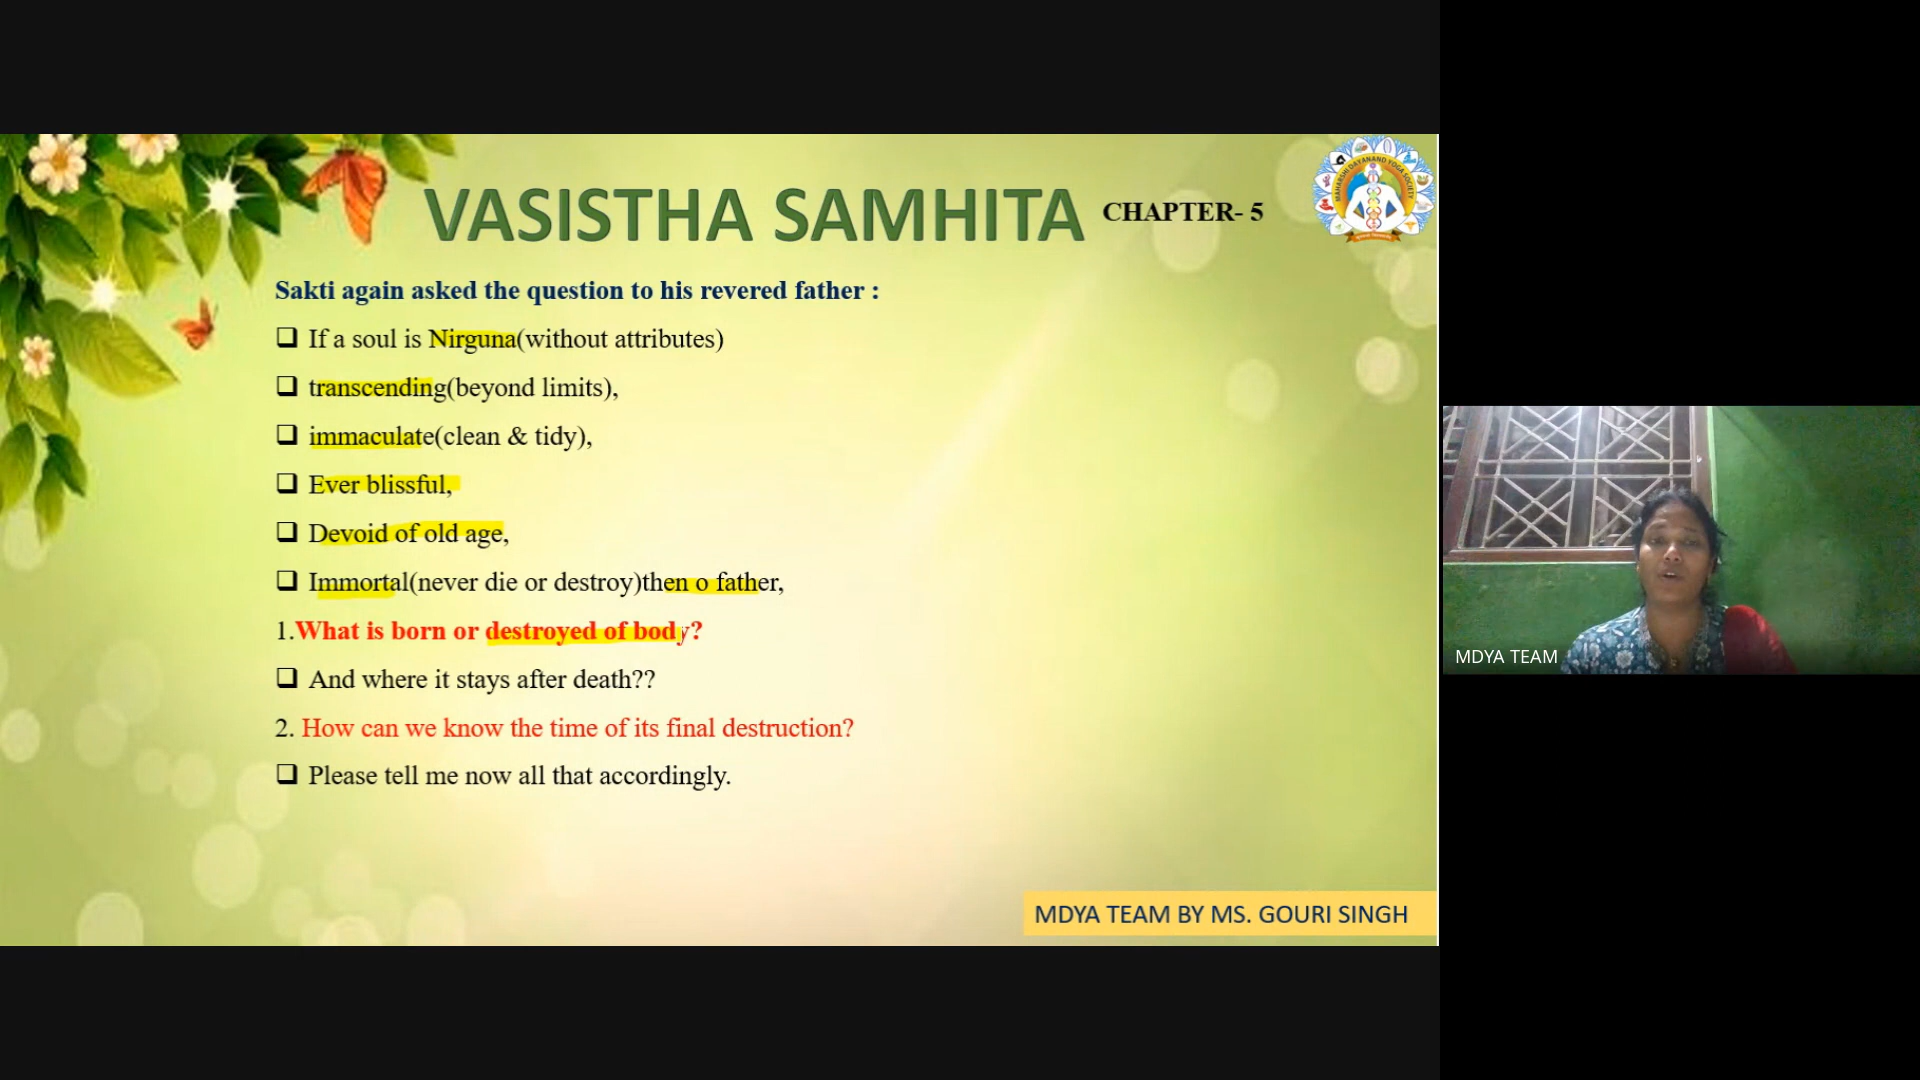 VASISTHA SAMHITA CHAPTER- 5
MAHARSHI DAYANAND YOGA SOCIETY
Sakti again asked the question to his revered father :
If a soul is Nirguna(without attributes)
transcending(beyond limits),
immaculate(clean & tidy),
Ever blissful,
Devoid of old age,
Immortal(never die or destroy)then o father,
1.What is born or destroyed of body?
And where it stays after death??
2. How can we know the time of its final destruction?
Please tell me now all that accordingly.
MDYA TEAM BY MS. GOURI SINGH
MDYA TEAM